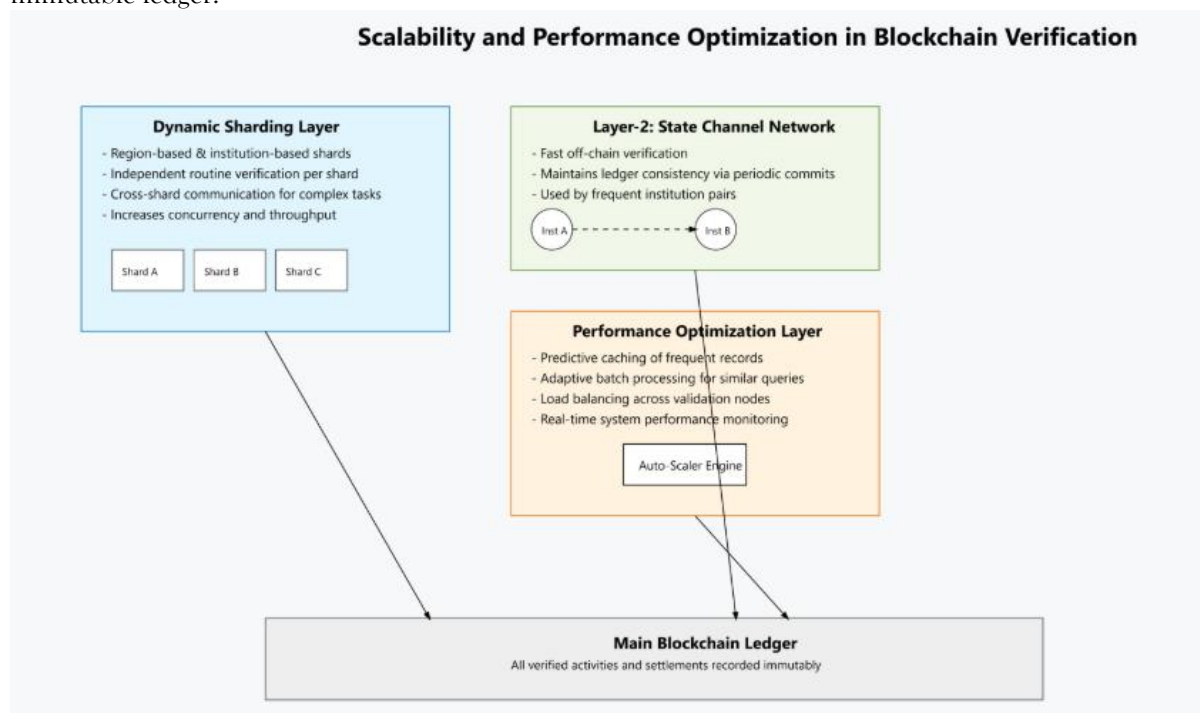 immutable ledger.
Scalability and Performance Optimization in Blockchain Verification
Dynamic Sharding Layer
- Region-based & institution-based shards
- Independent routine verification per shard
- Cross-shard communication for complex tasks
- Increases concurrency and throughput
Shard A
Shard B
Shard C
Layer-2: State Channel Network
- Fast off-chain verification
- Maintains ledger consistency via periodic commits
- Used by frequent institution pairs
Inst A
Inst B
Performance Optimization Layer
- Predictive caching of frequent records
- Adaptive batch processing for similar queries
- Load balancing across validation nodes
- Real-time system performance monitoring
Auto-Scaler Engine
Main Blockchain Ledger
All verified activities and settlements recorded immutably